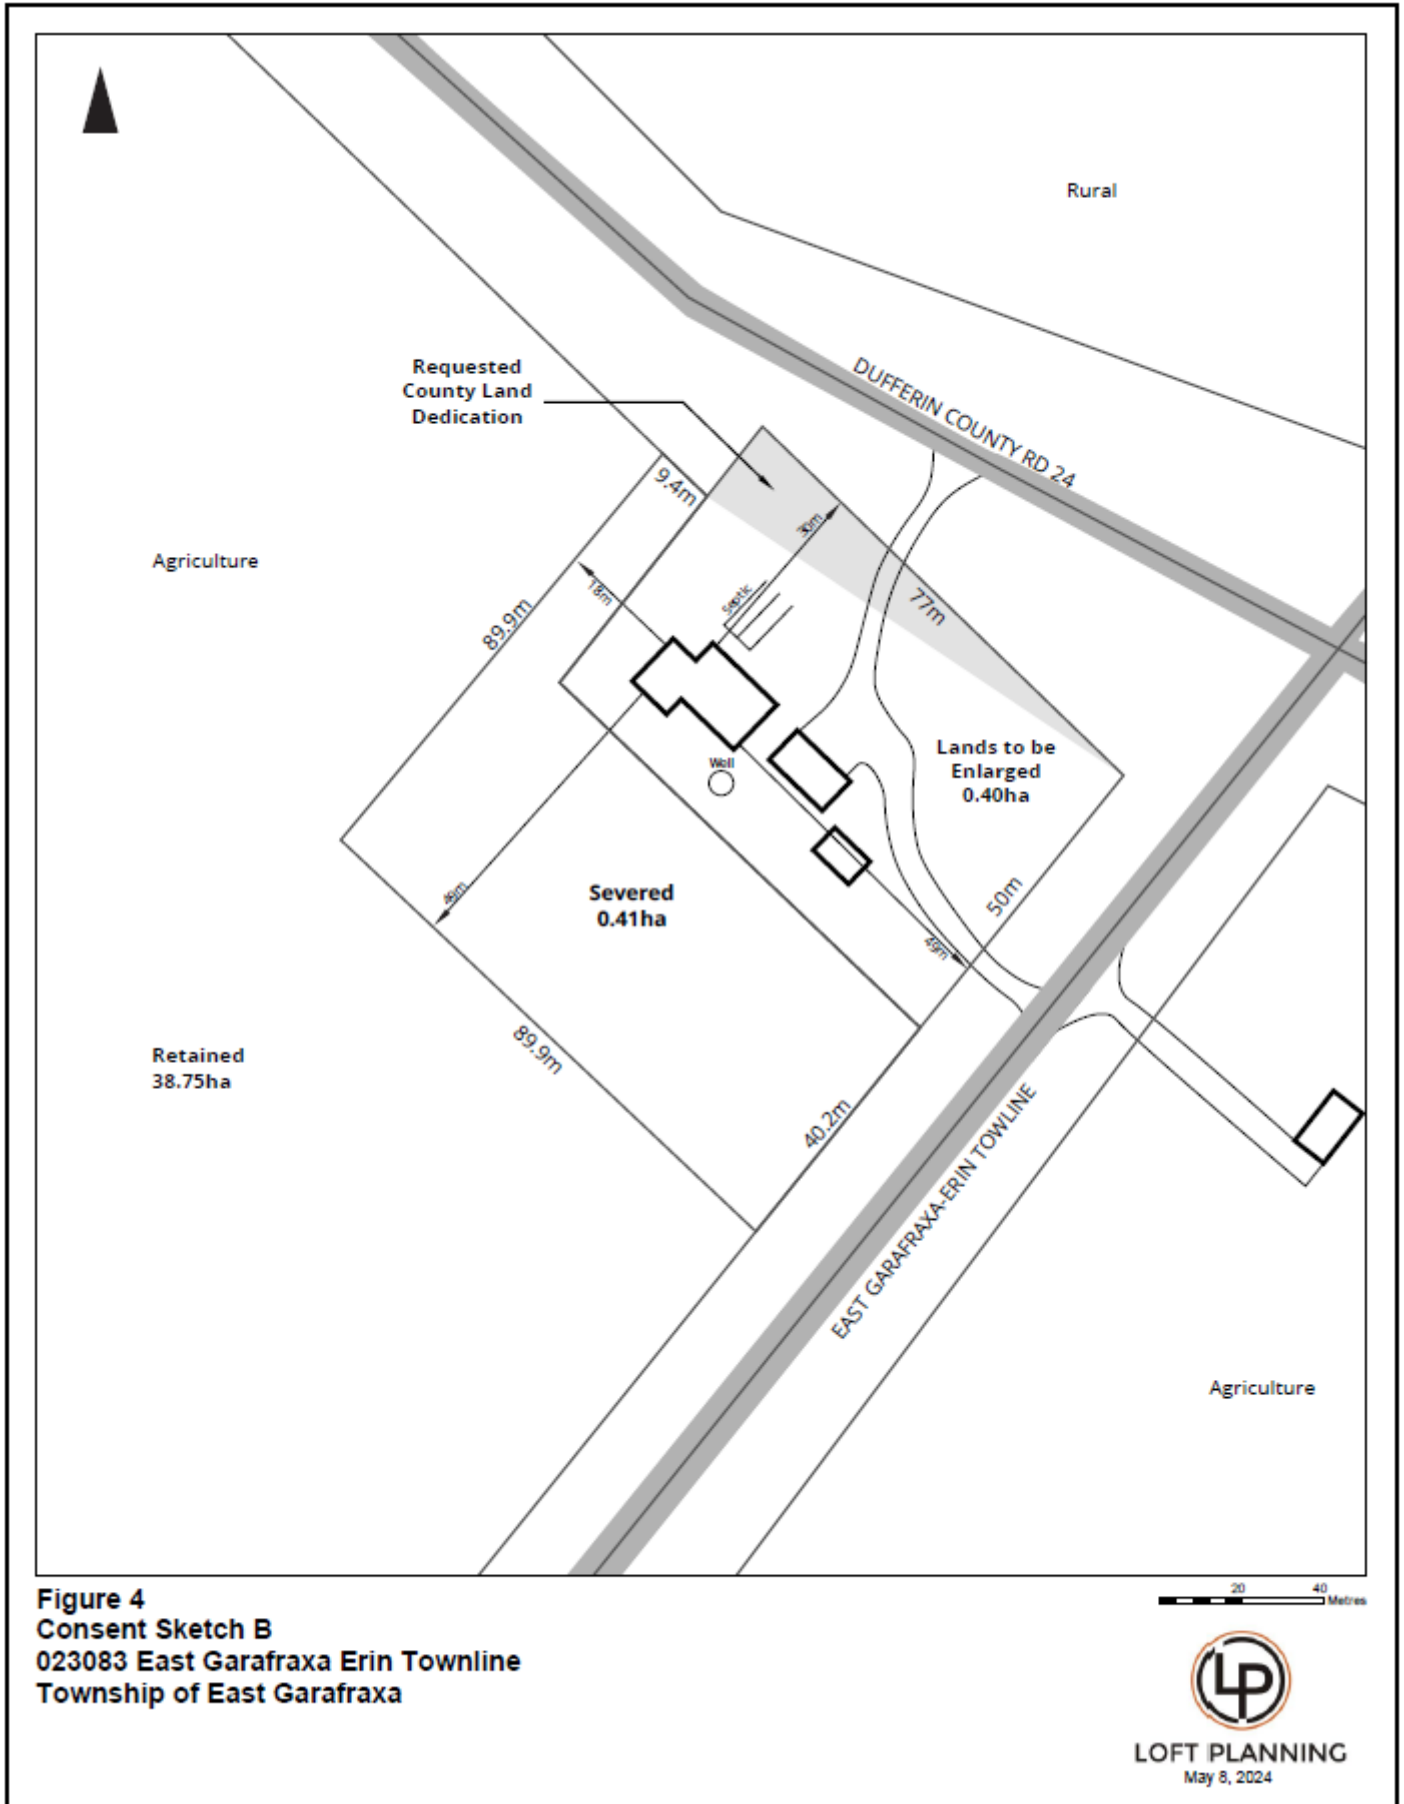 Rural
DUFFERIN COUNTY RD 24
Requested
County Land
Dedication
9.4m
30m
Agriculture
18m
Septic
77m
89.9m
Lands to be
Enlarged
0.40ha
Well
Severed
0.41ha
50m
49m
Retained
38.75ha
89.9m
40.2m
EAST GARAFRAXA-ERIN TOWLINE
Agriculture
Figure 4
Consent Sketch B
023083 East Garafraxa Erin Townline
Township of East Garafraxa
20 40
Metres
LP
LOFT PLANNING
May 8, 2024